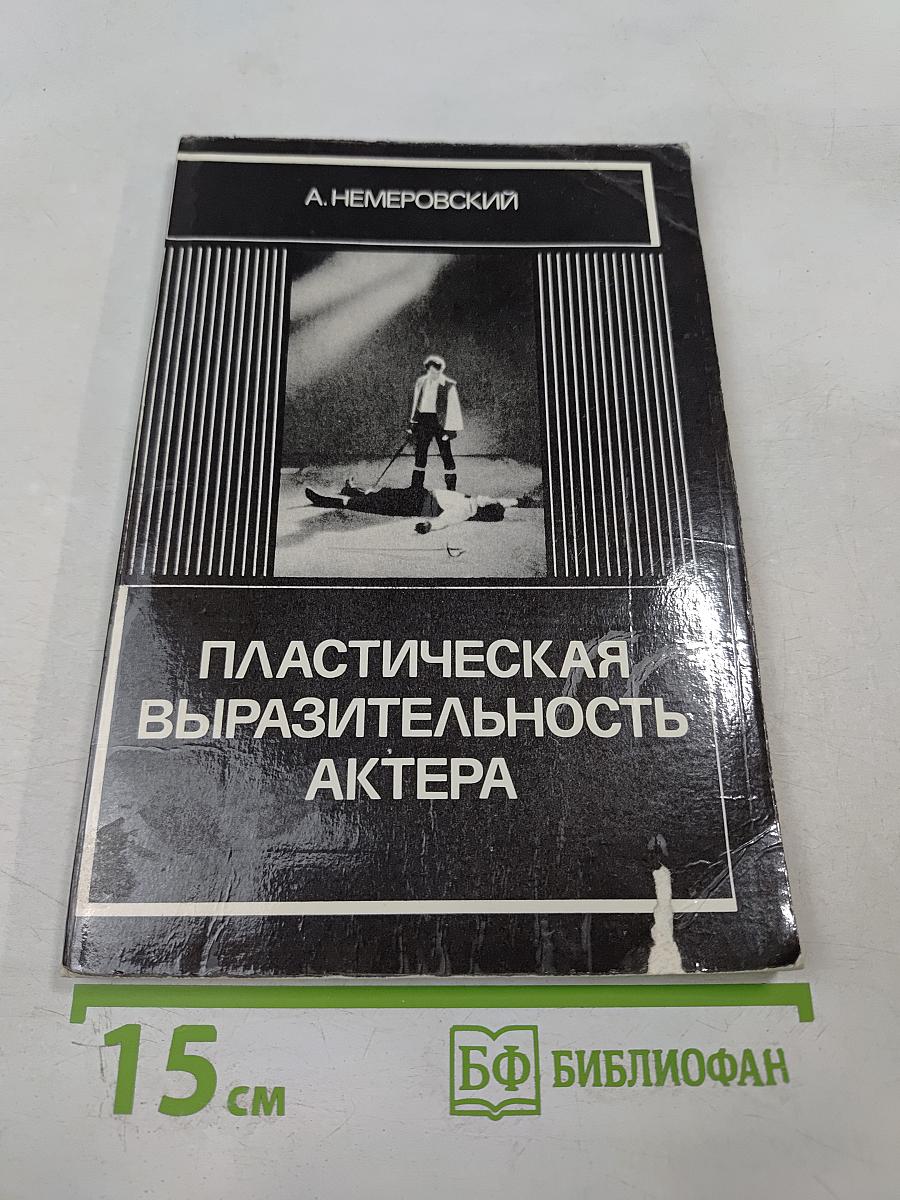 А. НЕМЕРОВСКИЙ
ПЛАСТИЧЕСКАЯ
ВЫРАЗИТЕЛЬНОСТЬ
АКТЕРА
15 см
БФ БИБЛИОФАН